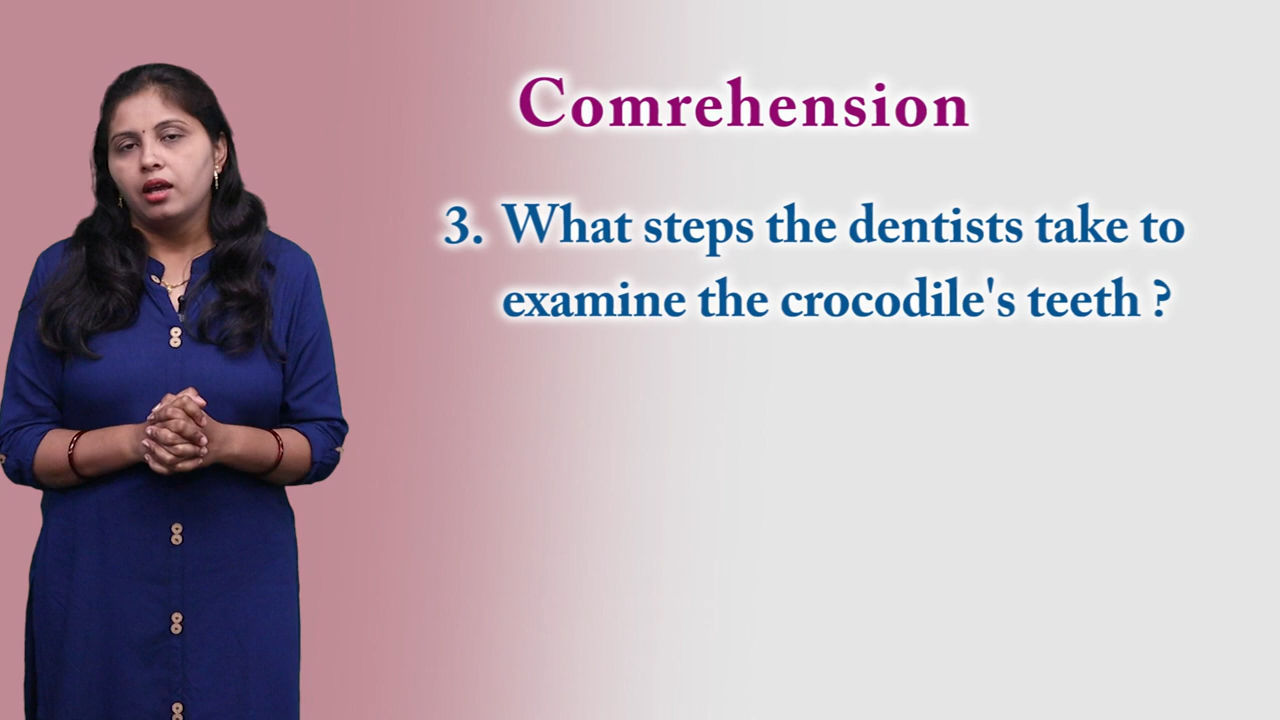 Comrehension
3. What steps the dentists take to
examine the crocodile's teeth ?